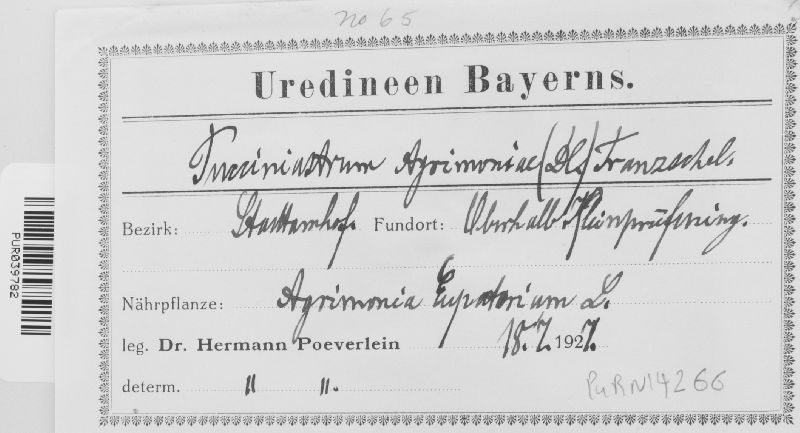 no 65
Uredineen Bayerns.
Pucciniastrum Agrimoniae (DC.) Tranzschel.
Bezirk: Stadtamhof. Fundort: Oberhalb Kleinprüfening.
Nährpflanze: Agrimonia Eupatorium L.
leg. Dr. Hermann Poeverlein 18.7.1927.
determ. " ".
PURN14266
PUR039782